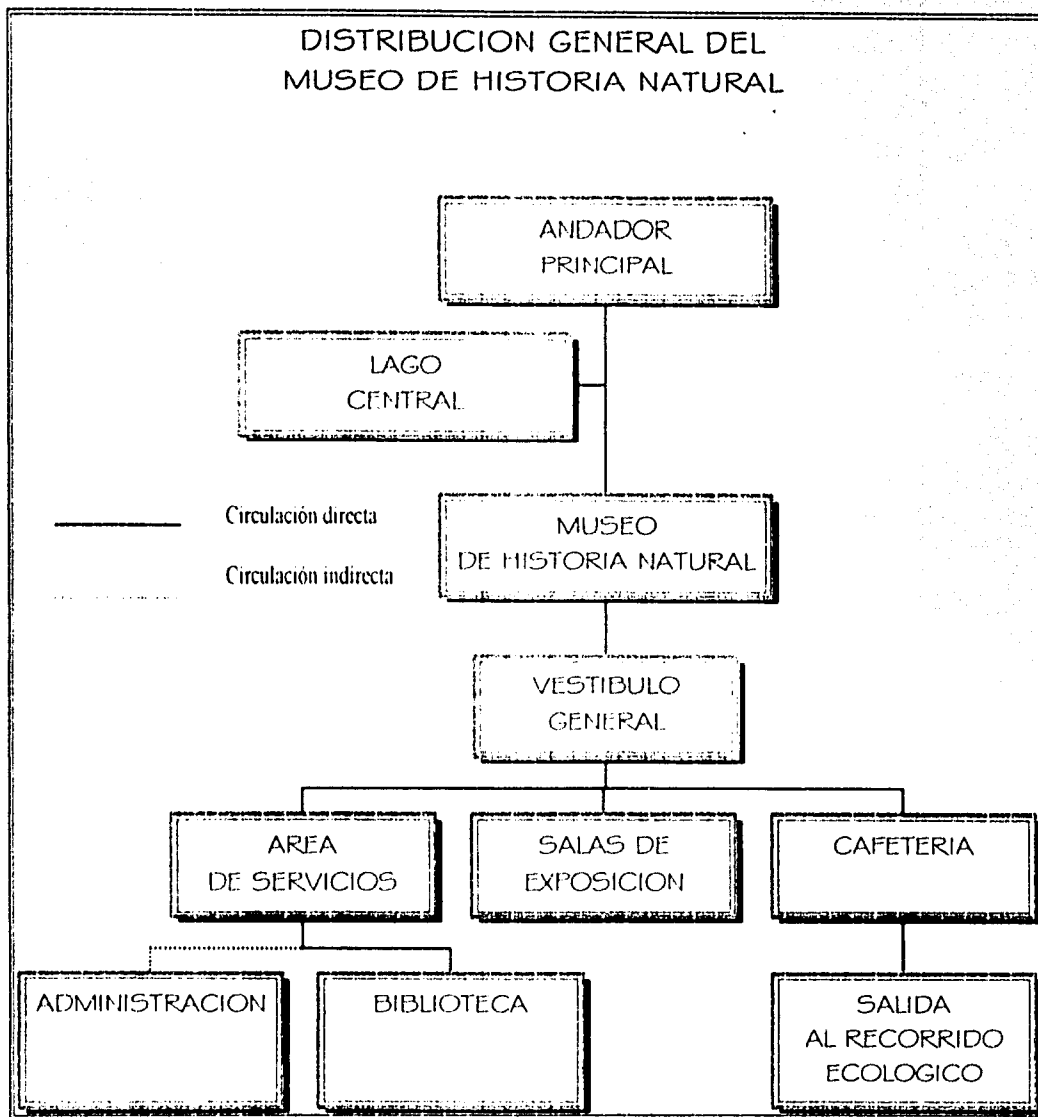 DISTRIBUCION GENERAL DEL
MUSEO DE HISTORIA NATURAL
ANDADOR
PRINCIPAL
LAGO
CENTRAL
Circulación directa
Circulación indirecta
MUSEO
DE HISTORIA NATURAL
VESTIBULO
GENERAL
AREA
DE SERVICIOS
SALAS DE
EXPOSICION
CAFETERIA
ADMINISTRACION
BIBLIOTECA
SALIDA
AL RECORRIDO
ECOLOGICO